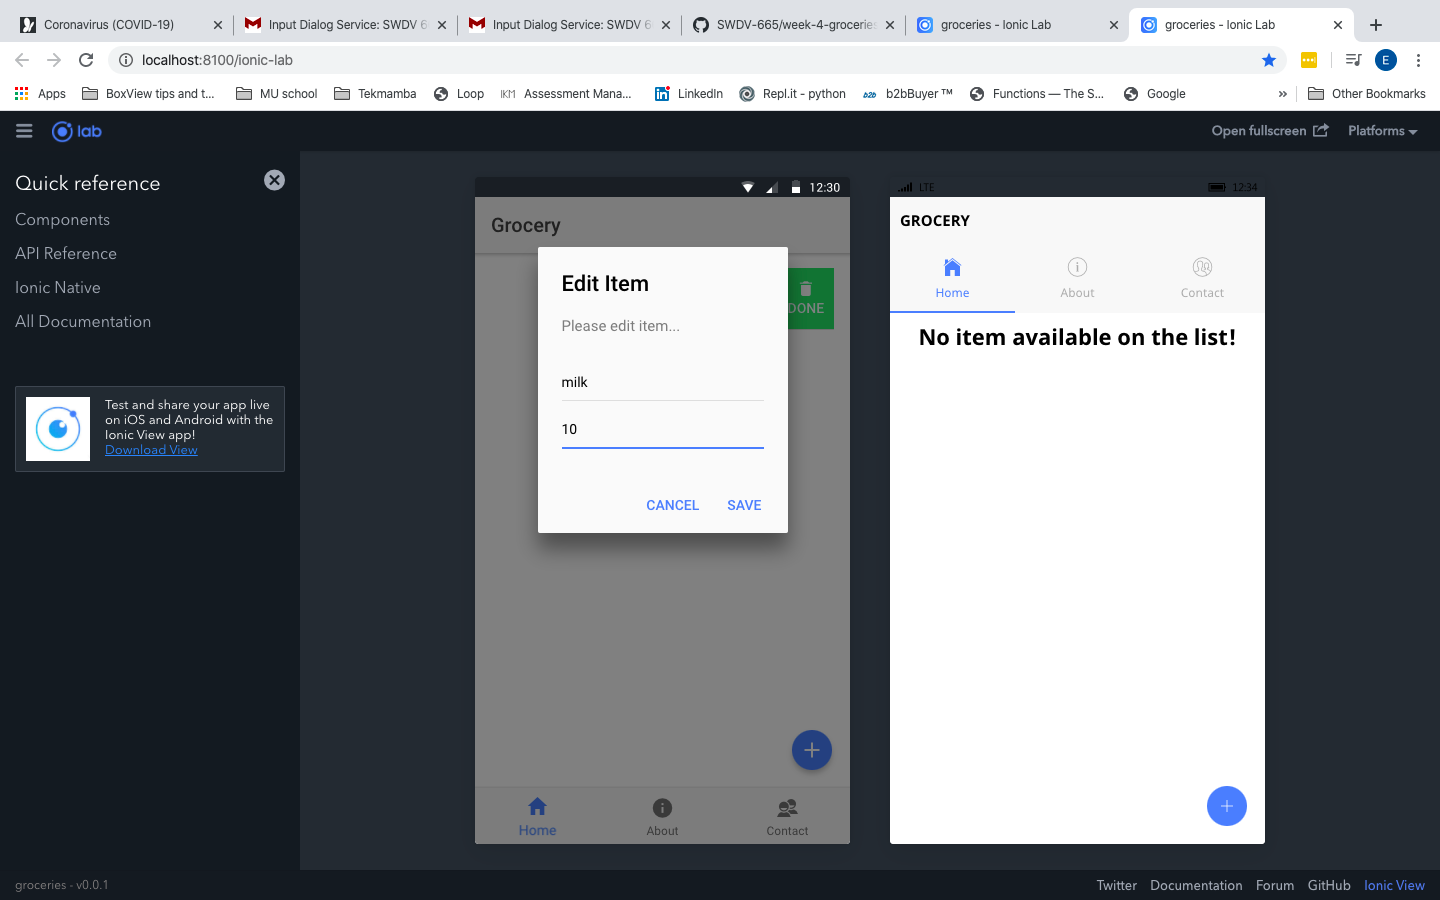 Coronavirus (COVID-19)
Input Dialog Service: SWDV 6
Input Dialog Service: SWDV 6
SWDV-665/week-4-groceries
groceries - Ionic Lab
groceries - Ionic Lab
localhost:8100/ionic-lab
E
Apps
BoxView tips and t...
MU school
Tekmamba
Loop
IKM Assessment Mana...
LinkedIn
Repl.it - python
b2b b2bBuyer™
Functions — The S...
Google
»
Other Bookmarks
lab
Open fullscreen
Platforms
Quick reference
Components
API Reference
Ionic Native
All Documentation
Test and share your app live
on iOS and Android with the
Ionic View app!
Download View
12:30
Grocery
DONE
Edit Item
Please edit item...
milk
10
CANCEL
SAVE
Home
About
Contact
LTE
12:34
GROCERY
Home
About
Contact
No item available on the list!
groceries - v0.0.1
Twitter
Documentation
Forum
GitHub
Ionic View